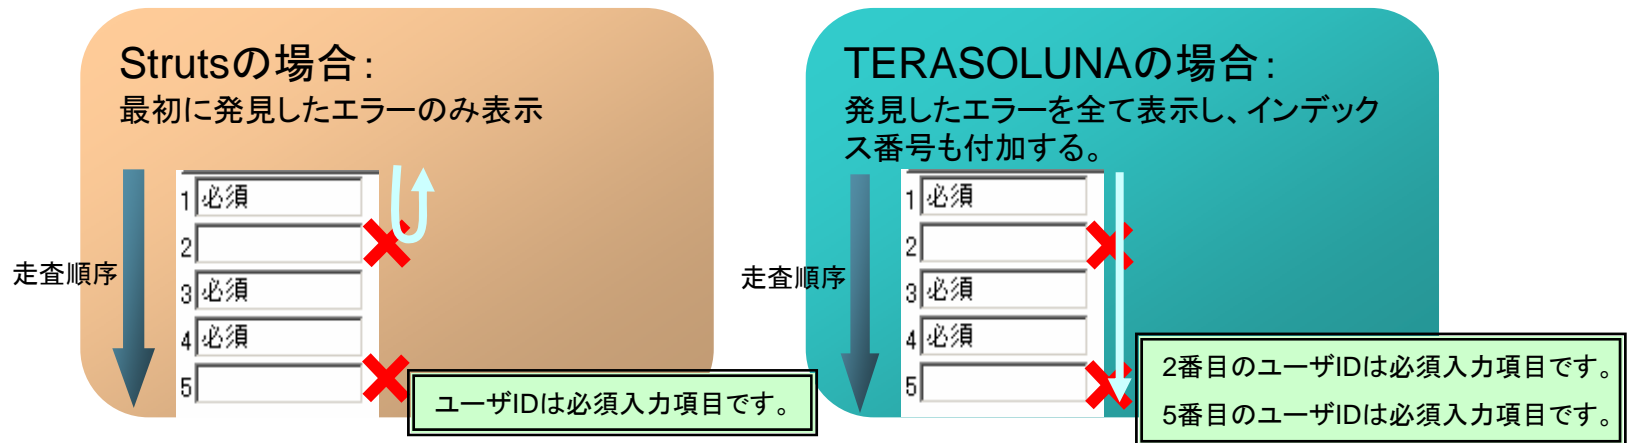 Strutsの場合：
最初に発見したエラーのみ表示
走査順序
1 必須
2
3 必須
4 必須
5
ユーザIDは必須入力項目です。
TERASOLUNAの場合：
発見したエラーを全て表示し、インデック
ス番号も付加する。
走査順序
1 必須
2
3 必須
4 必須
5
2番目のユーザIDは必須入力項目です。
5番目のユーザIDは必須入力項目です。